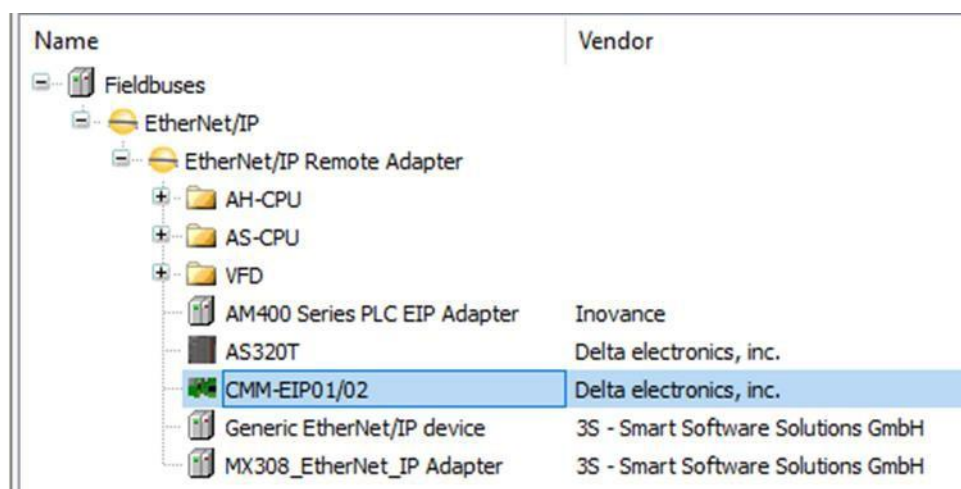 Name Vendor
Fieldbuses
EtherNet/IP
EtherNet/IP Remote Adapter
AH-CPU
AS-CPU
VFD
AM400 Series PLC EIP Adapter Inovance
AS320T Delta electronics, inc.
CMM-EIP01/02 Delta electronics, inc.
Generic EtherNet/IP device 3S - Smart Software Solutions GmbH
MX308_EtherNet_IP Adapter 3S - Smart Software Solutions GmbH